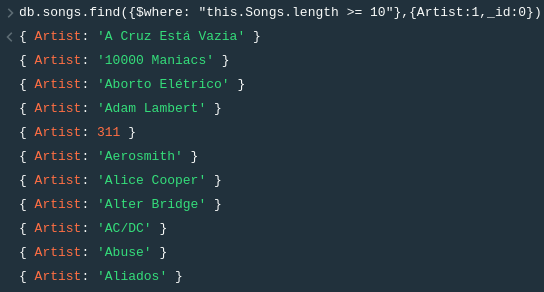 > db.songs.find({$where: "this.Songs.length >= 10"},{Artist:1,_id:0})
< { Artist: 'A Cruz Está Vazia' }
{ Artist: '10000 Maniacs' }
{ Artist: 'Aborto Elétrico' }
{ Artist: 'Adam Lambert' }
{ Artist: 311 }
{ Artist: 'Aerosmith' }
{ Artist: 'Alice Cooper' }
{ Artist: 'Alter Bridge' }
{ Artist: 'AC/DC' }
{ Artist: 'Abuse' }
{ Artist: 'Aliados' }